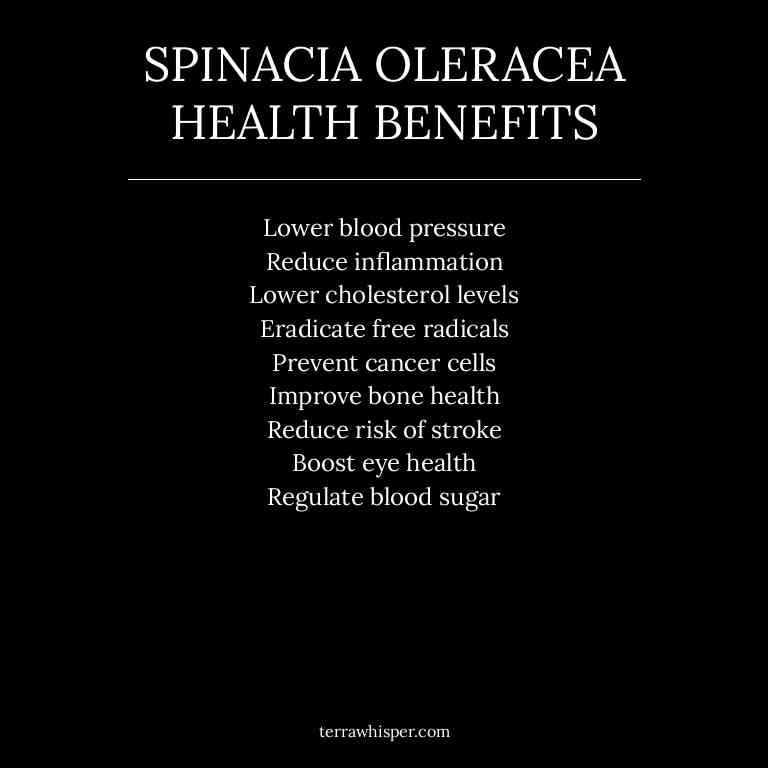 SPINACIA OLERACEA
HEALTH BENEFITS
Lower blood pressure
Reduce inflammation
Lower cholesterol levels
Eradicate free radicals
Prevent cancer cells
Improve bone health
Reduce risk of stroke
Boost eye health
Regulate blood sugar
terrawhisper.com